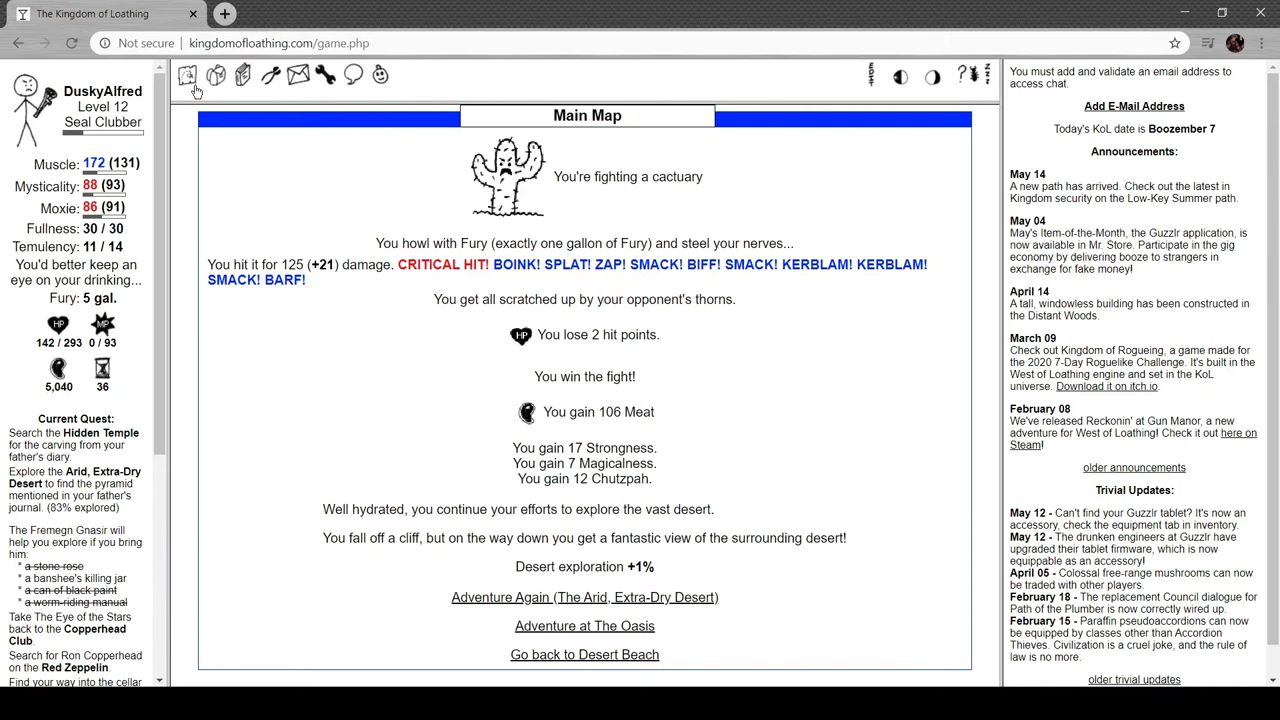 The Kingdom of Loathing
Not secure | kingdomofloathing.com/game.php
DuskyAlfred
Level 12
Seal Clubber
Muscle: 172 (131)
Mysticality: 88 (93)
Moxie: 86 (91)
Fullness: 30 / 30
Temulency: 11 / 14
You'd better keep an
eye on your drinking...
Fury: 5 gal.
HP
MP
142 / 293
0 / 93
5,040
36
Current Quest:
Search the Hidden Temple
for the carving from your
father's diary.
Explore the Arid, Extra-Dry
Desert to find the pyramid
mentioned in your father's
journal. (83% explored)
The Fremegn Gnasir will
help you explore if you bring
him:
* a stone rose
* a banshee's killing jar
* a can of black paint
* a worm-riding manual
Take The Eye of the Stars
back to the Copperhead
Club.
Search for Ron Copperhead
on the Red Zeppelin.
Find your way into the cellar
Main Map
You're fighting a cactuary
You howl with Fury (exactly one gallon of Fury) and steel your nerves...
You hit it for 125 (+21) damage. CRITICAL HIT! BOINK! SPLAT! ZAP! SMACK! BIFF! SMACK! KERBLAM! KERBLAM!
SMACK! BARF!
You get all scratched up by your opponent's thorns.
HP You lose 2 hit points.
You win the fight!
You gain 106 Meat
You gain 17 Strongness.
You gain 7 Magicalness.
You gain 12 Chutzpah.
Well hydrated, you continue your efforts to explore the vast desert.
You fall off a cliff, but on the way down you get a fantastic view of the surrounding desert!
Desert exploration +1%
Adventure Again (The Arid, Extra-Dry Desert)
Adventure at The Oasis
Go back to Desert Beach
You must add and validate an email address to
access chat.
Add E-Mail Address
Today's KoL date is Boozember 7
Announcements:
May 14
A new path has arrived. Check out the latest in
Kingdom security on the Low-Key Summer path.
May 04
May's Item-of-the-Month, the Guzzlr application, is
now available in Mr. Store. Participate in the gig
economy by delivering booze to strangers in
exchange for fake money!
April 14
A tall, windowless building has been constructed in
the Distant Woods.
March 09
Check out Kingdom of Rogueing, a game made for
the 2020 7-Day Roguelike Challenge. It's built in the
West of Loathing engine and set in the KoL
universe. Download it on itch.io.
February 08
We've released Reckonin' at Gun Manor, a new
adventure for West of Loathing! Check it out here on
Steam!
older announcements
Trivial Updates:
May 12 - Can't find your Guzzlr tablet? It's now an
accessory, check the equipment tab in inventory.
May 12 - The drunken engineers at Guzzlr have
upgraded their tablet firmware, which is now
equippable as an accessory!
April 05 - Colossal free-range mushrooms can now
be traded with other players.
February 18 - The replacement Council dialogue for
Path of the Plumber is now correctly wired up.
February 15 - Paraffin pseudoaccordions can now
be equipped by classes other than Accordion
Thieves. Civilization is a cruel joke, and the rule of
law is no more.
older trivial updates